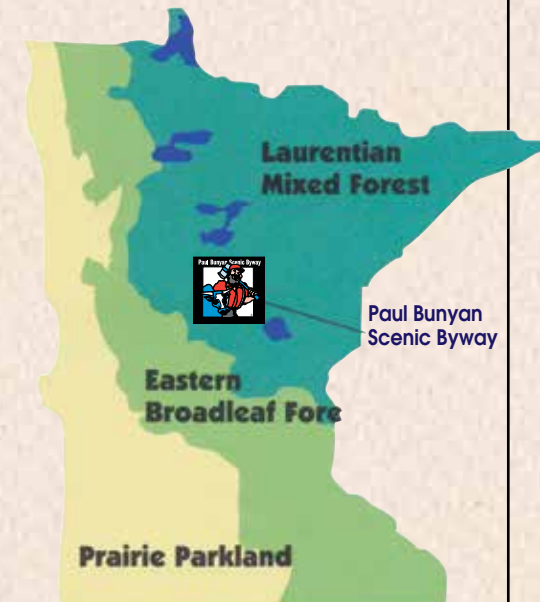 Laurentian
Mixed Forest
Paul Bunyan Scenic Byway
Paul Bunyan
Scenic Byway
Eastern
Broadleaf Fore
Prairie Parkland